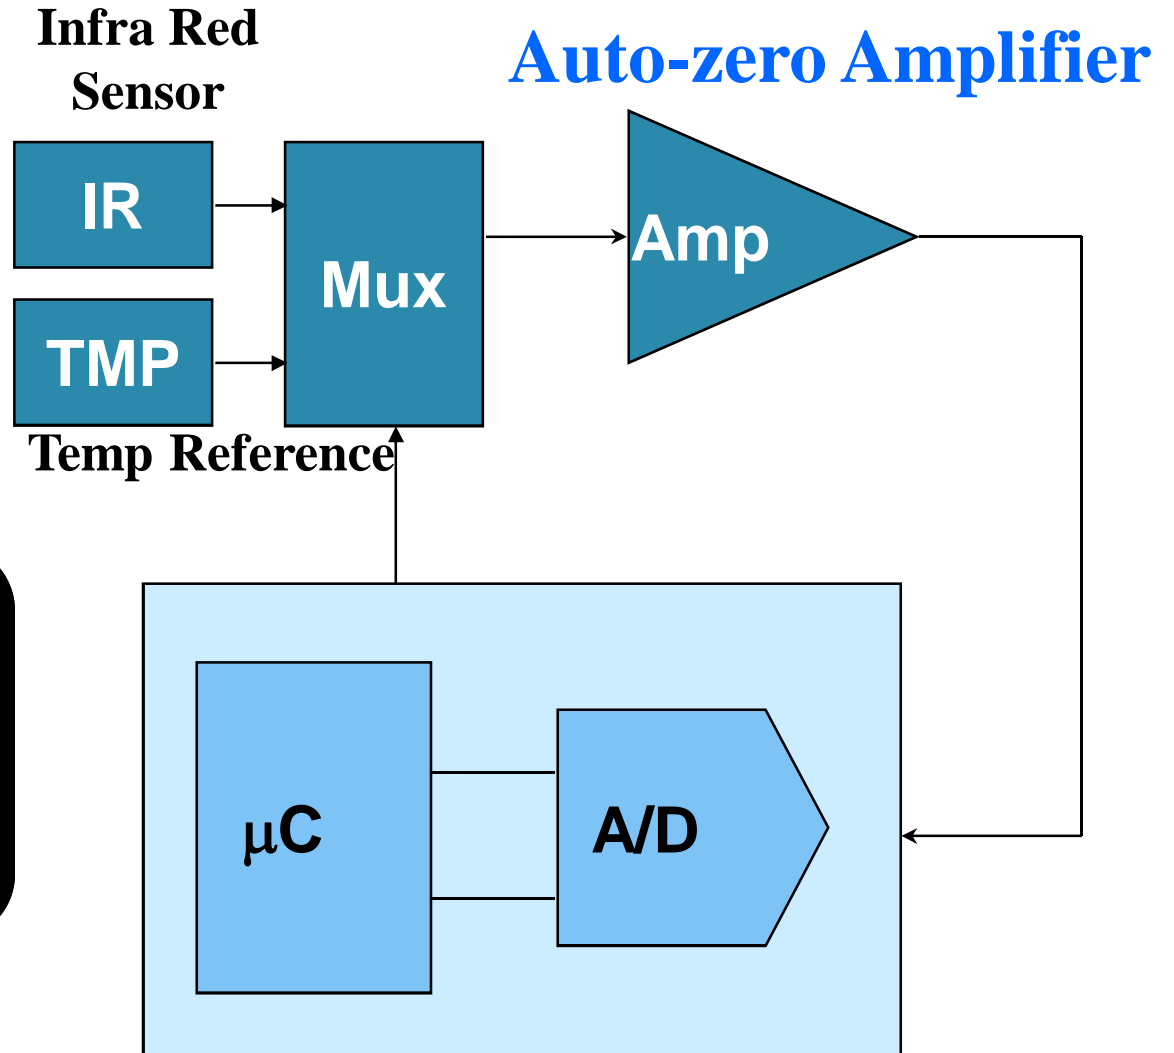 Infra Red
Sensor
Auto-zero Amplifier
IR
Mux
Amp
TMP
Temp Reference
μC
A/D